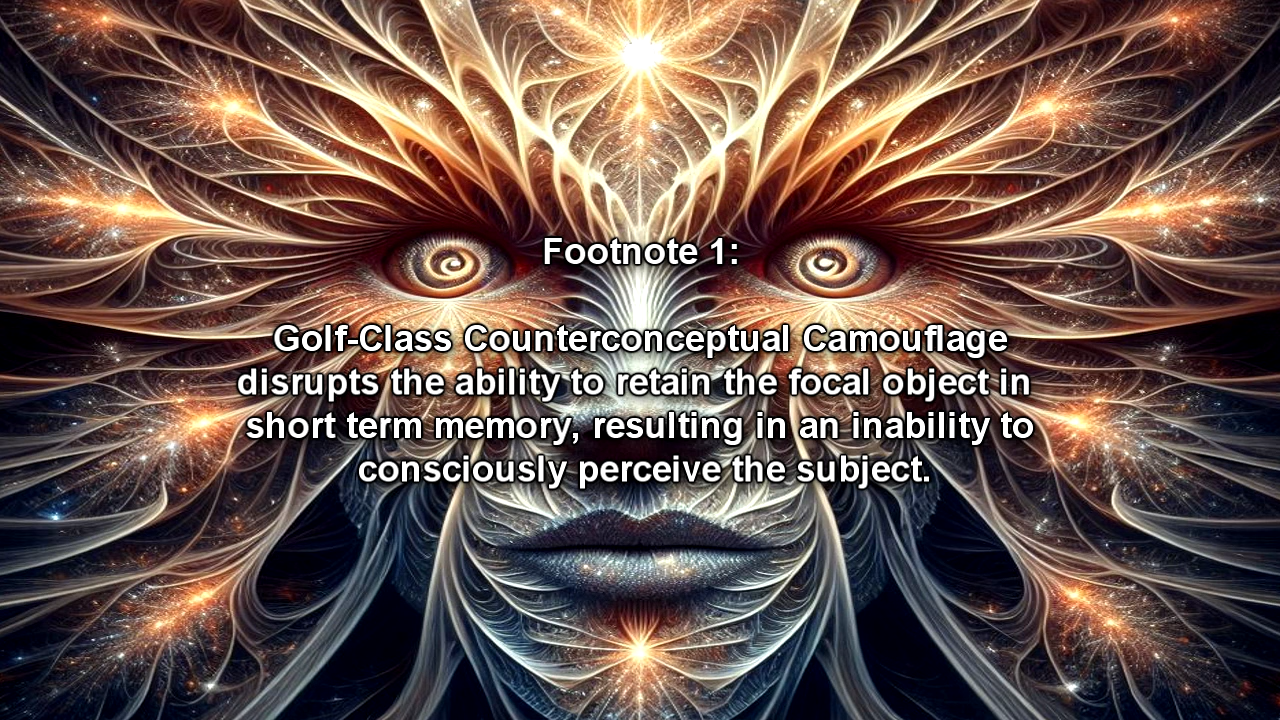 Footnote 1:
Golf-Class Counterconceptual Camouflage
disrupts the ability to retain the focal object in
short term memory, resulting in an inability to
consciously perceive the subject.